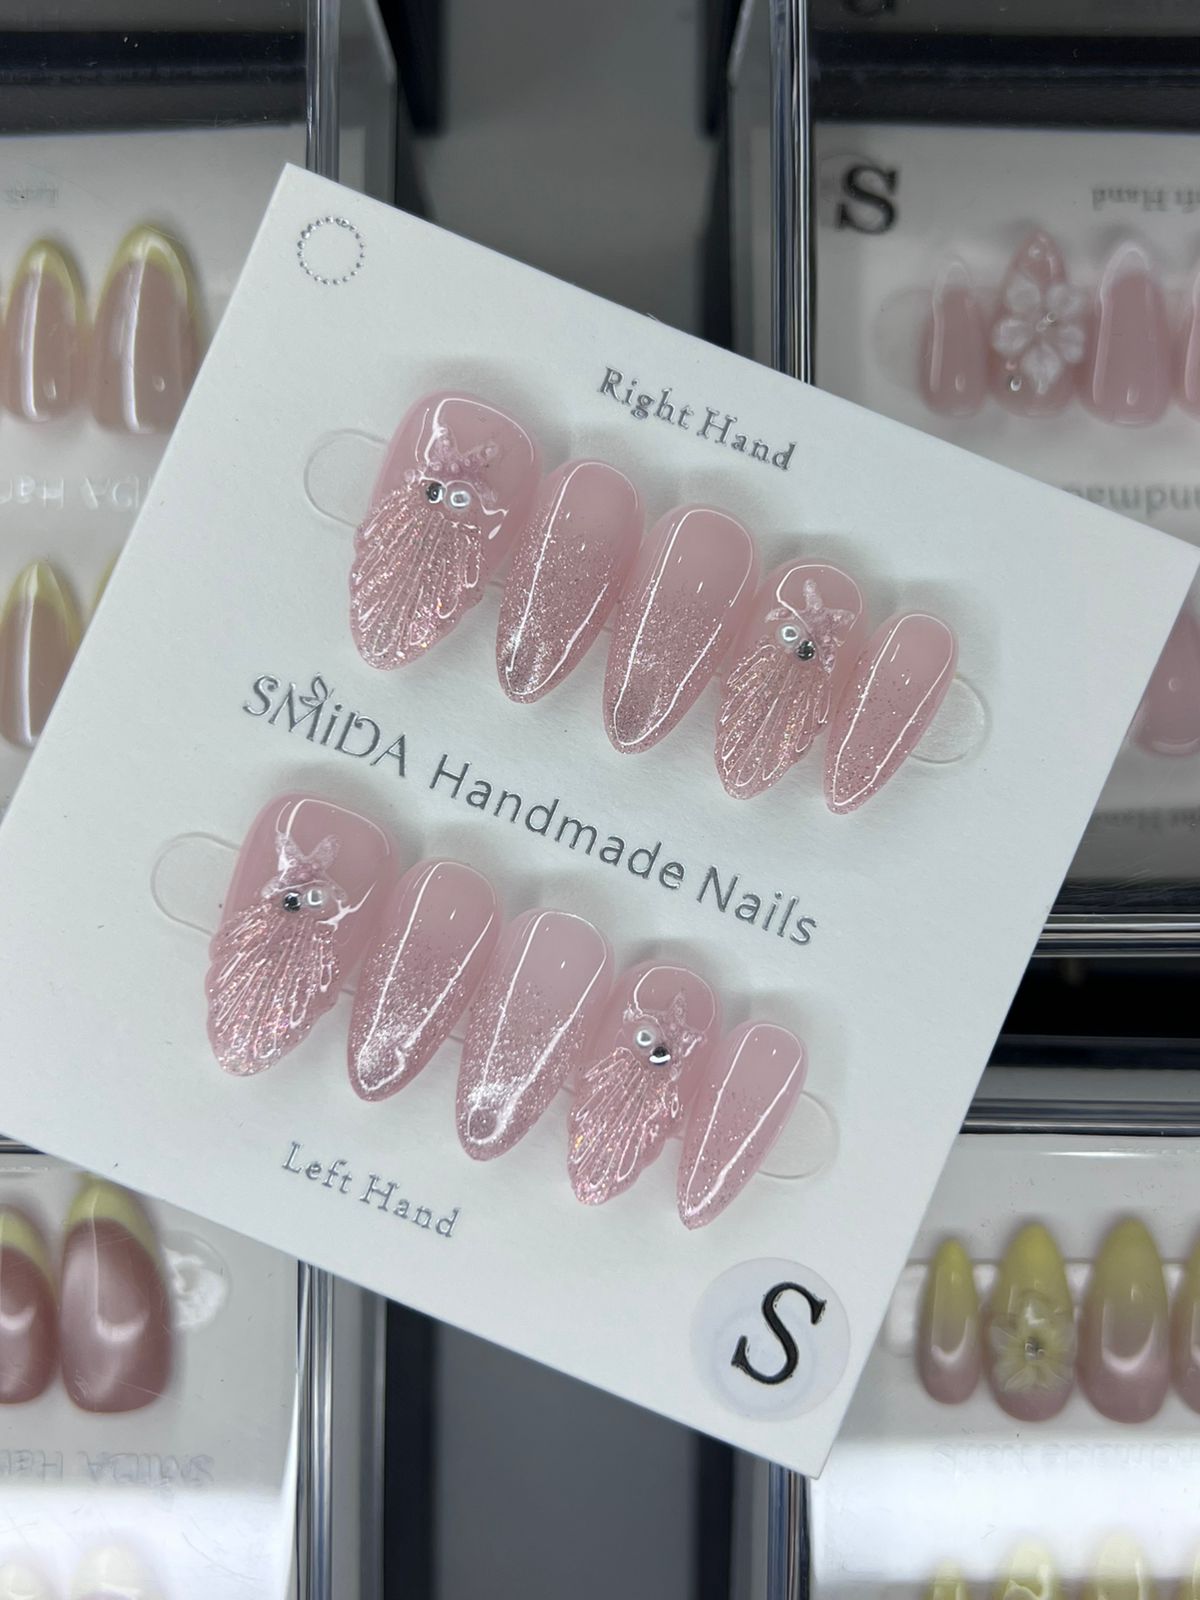 S
Right Hand
SMiDA Handmade Nails
Left Hand
S